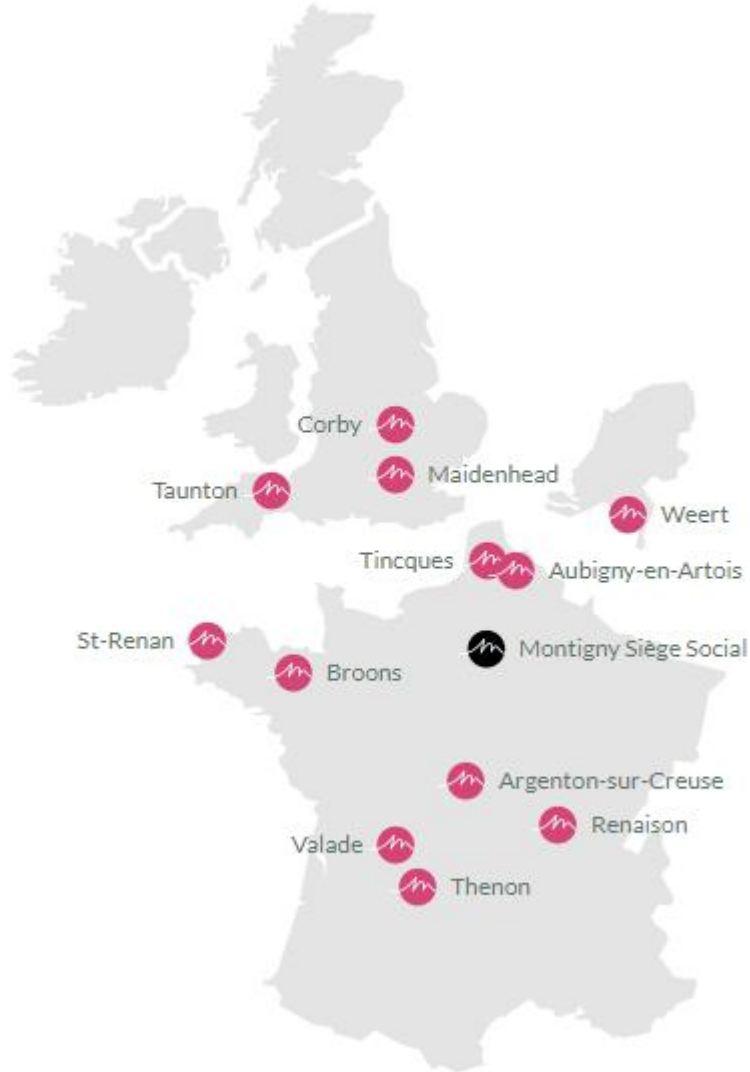 Corby
Maidenhead
Taunton
Weert
Tincques
Aubigny-en-Artois
St-Renan
Montigny Siège Social
Broons
Argenton-sur-Creuse
Renaison
Valade
Thenon